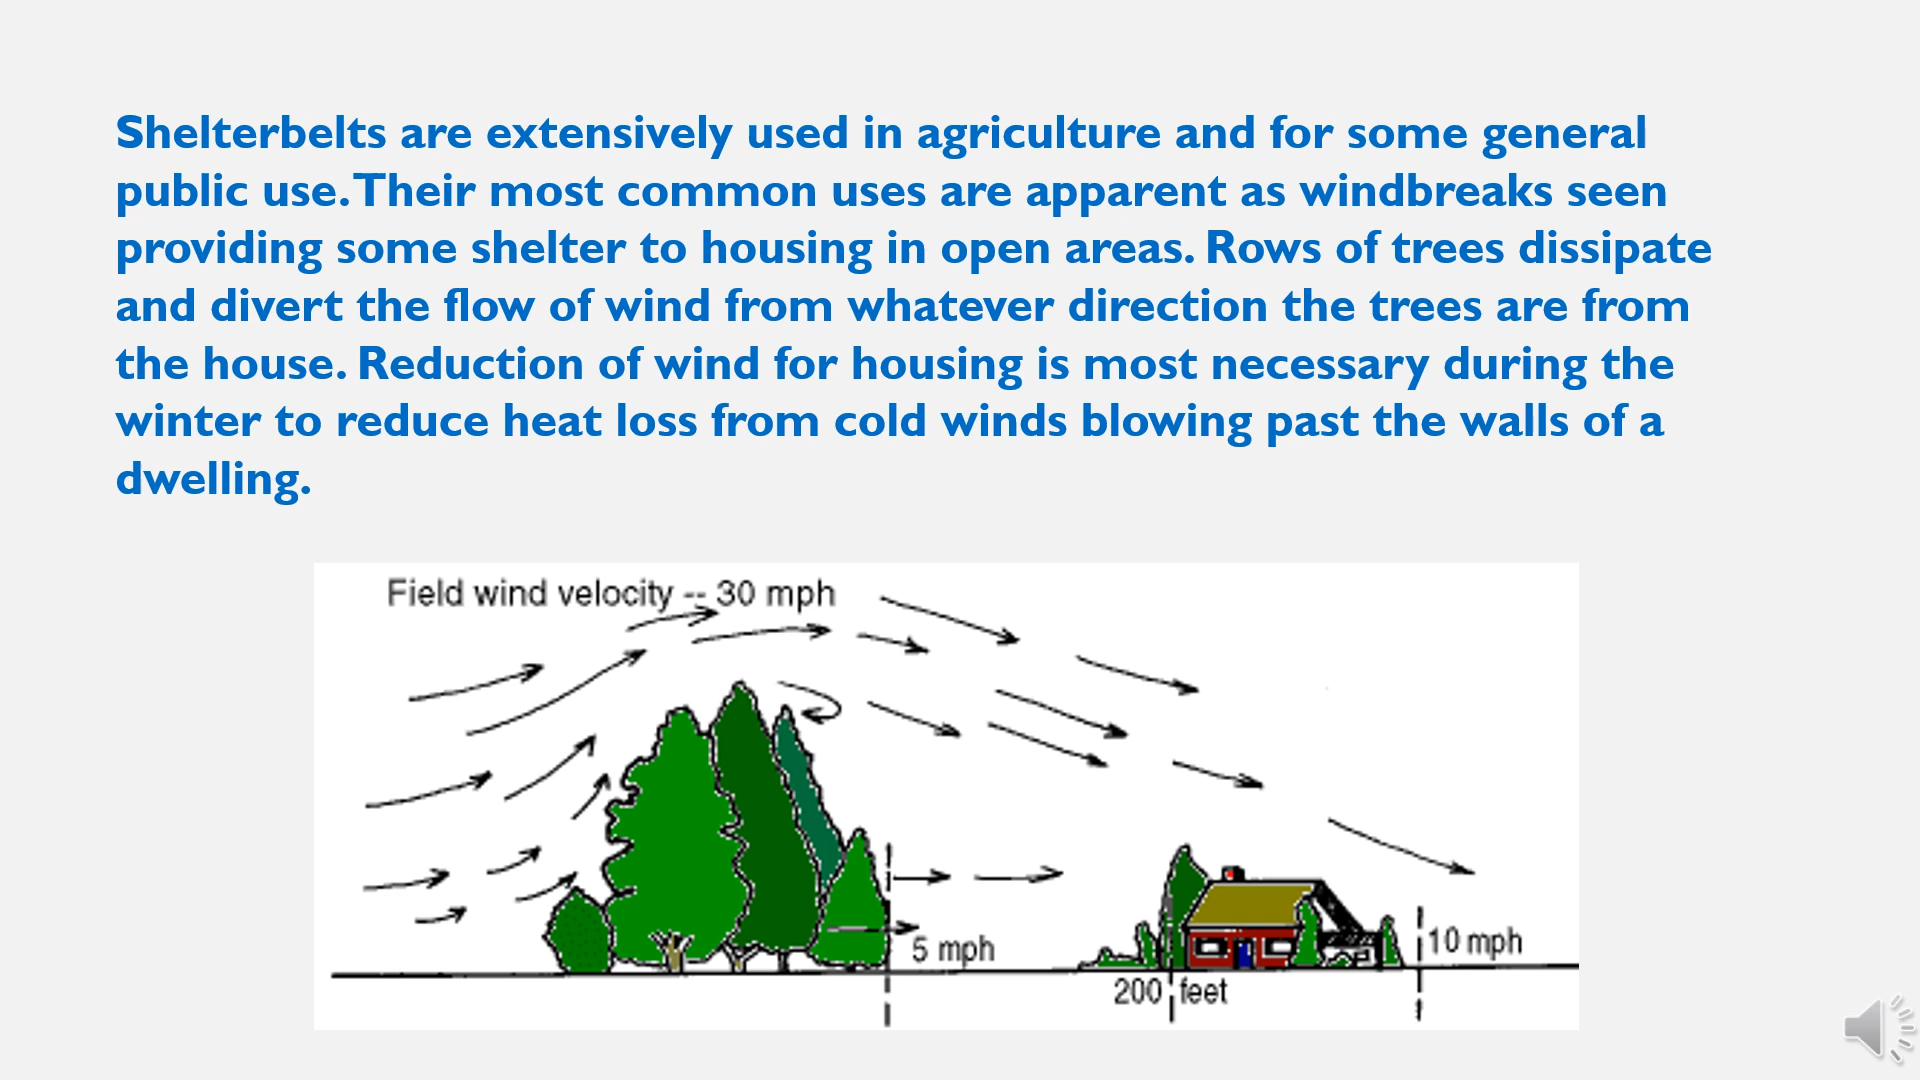 Shelterbelts are extensively used in agriculture and for some general
public use. Their most common uses are apparent as windbreaks seen
providing some shelter to housing in open areas. Rows of trees dissipate
and divert the flow of wind from whatever direction the trees are from
the house. Reduction of wind for housing is most necessary during the
winter to reduce heat loss from cold winds blowing past the walls of a
dwelling.
Field wind velocity -- 30 mph
5 mph
10 mph
200 feet